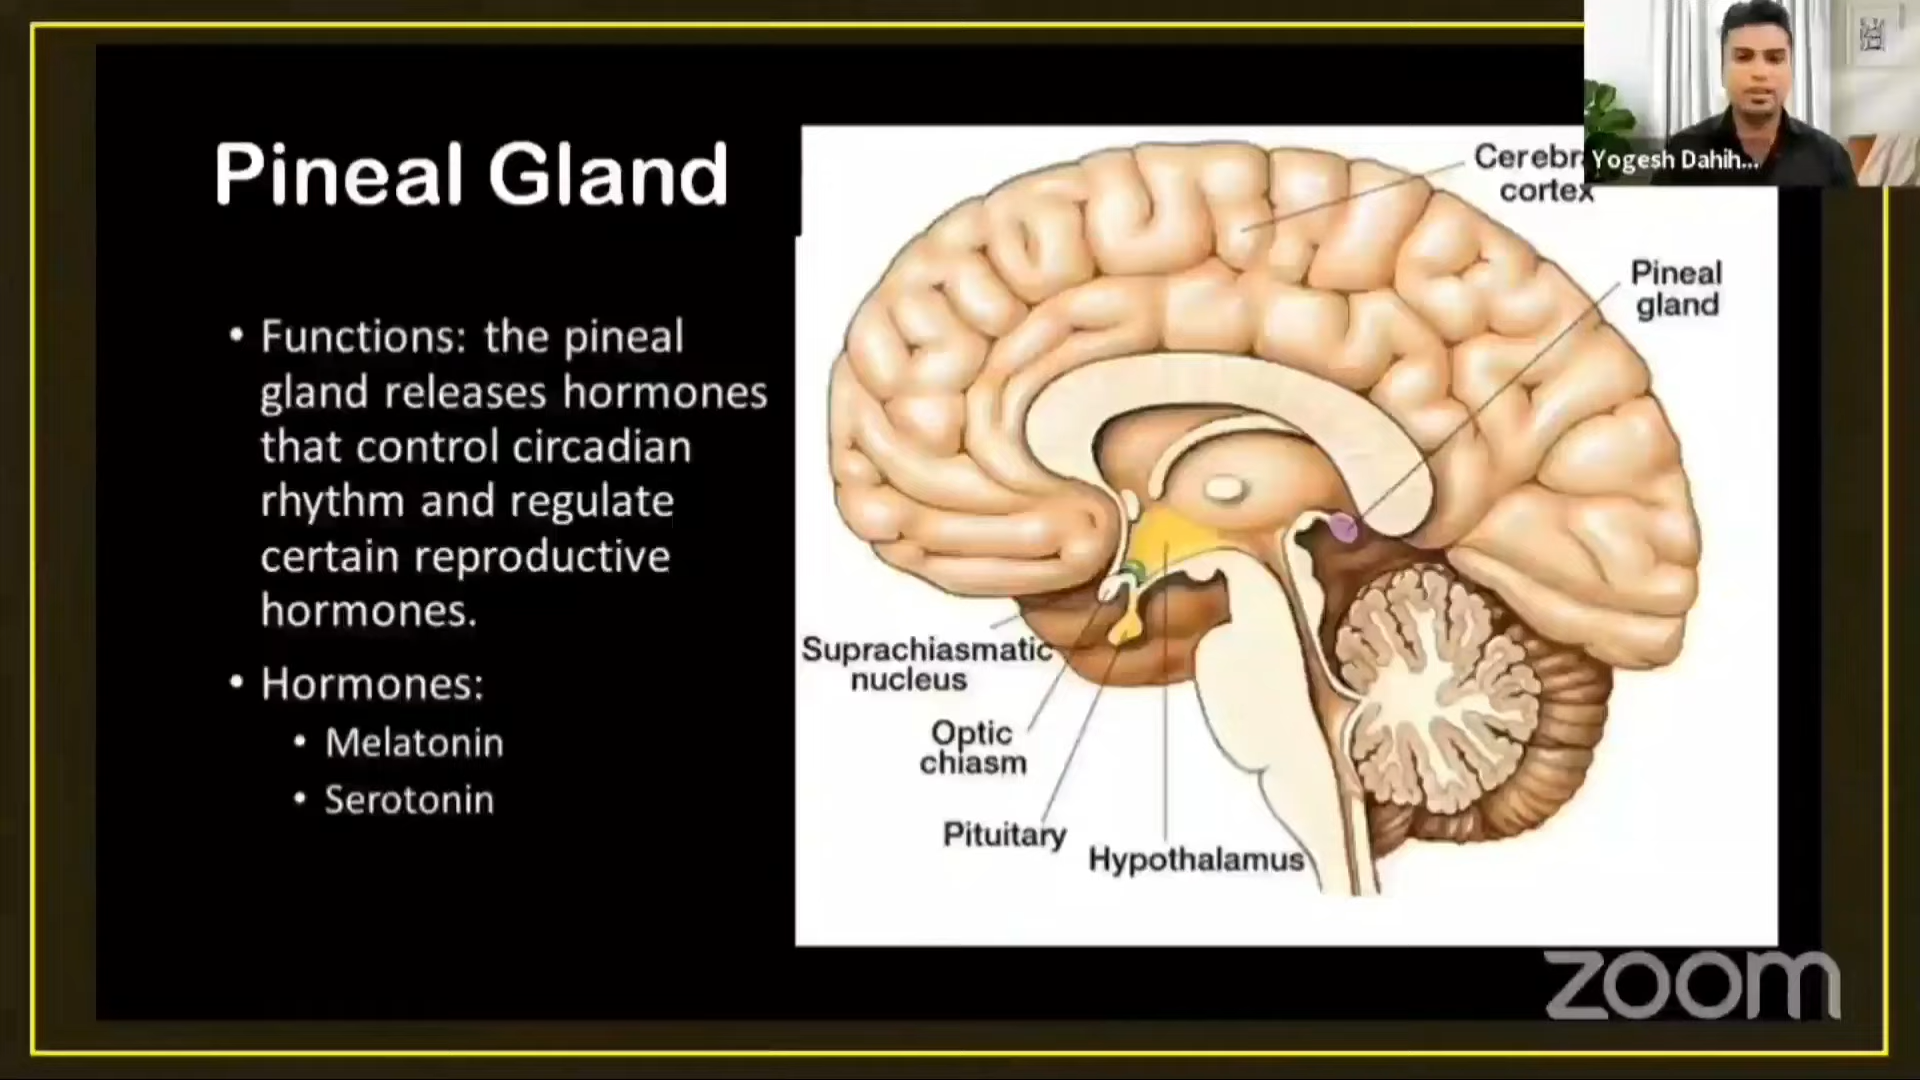 Pineal Gland
• Functions: the pineal
gland releases hormones
that control circadian
rhythm and regulate
certain reproductive
hormones.
• Hormones:
• Melatonin
• Serotonin
cortex
Pineal
gland
Suprachiasmatic
nucleus
Optic
chiasm
Pituitary
Hypothalamus
Yogesh Dahih...
zoom